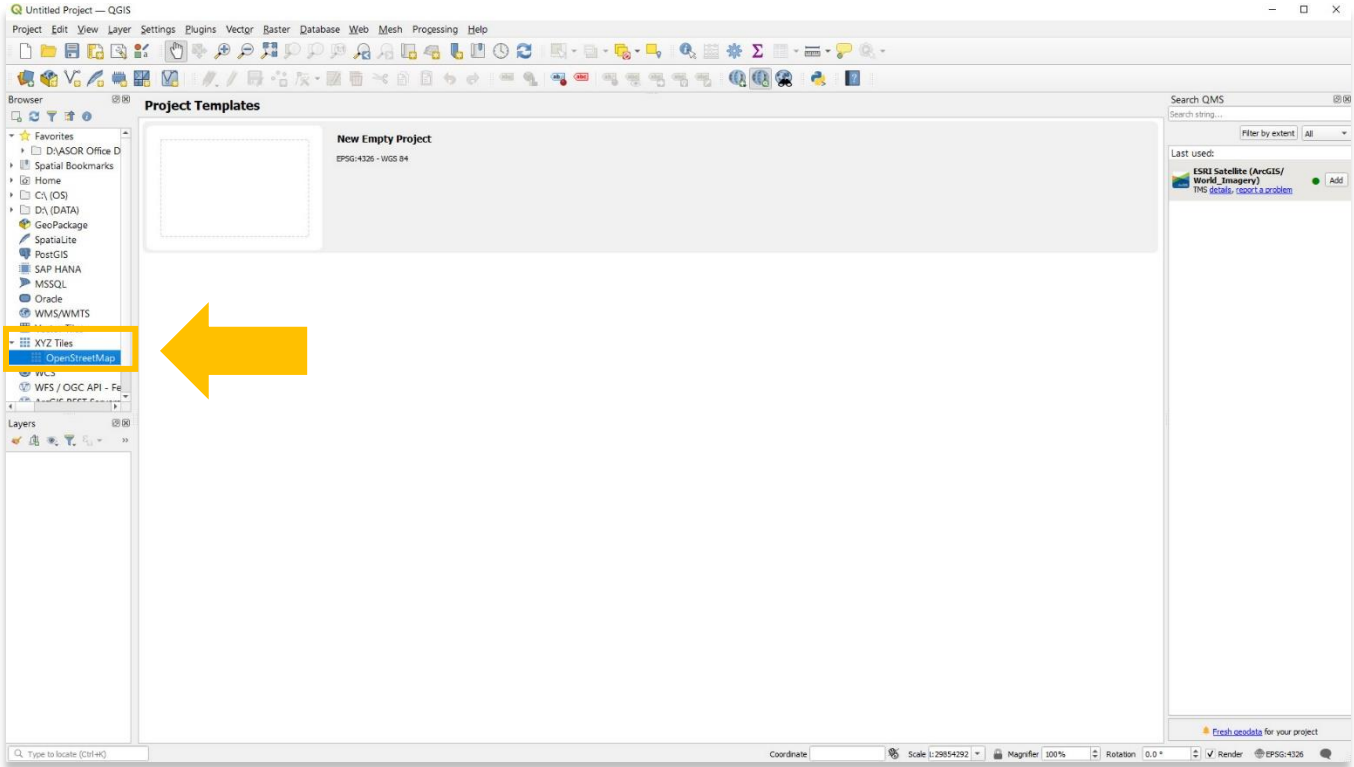 Untitled Project — QGIS
Project Edit View Layer Settings Plugins Vector Raster Database Web Mesh Processing Help
Browser
Favorites
D:\ASOR Office D
Spatial Bookmarks
Home
C:\ (OS)
D:\ (DATA)
GeoPackage
SpatiaLite
PostGIS
SAP HANA
MSSQL
Oracle
WMS/WMTS
XYZ Tiles
OpenStreetMap
WCS
WFS / OGC API - Fe
Layers
Project Templates
New Empty Project
EPSG:4326 - WGS 84
Search QMS
Search string...
Filter by extent All
Last used:
ESRI Satellite (ArcGIS/
World_Imagery)
TMS details, report a problem
Add
Fresh geodata for your project
Type to locate (Ctrl+K)
Coordinate Scale 1:29854292 Magnifier 100% Rotation 0.0 ° Render EPSG:4326